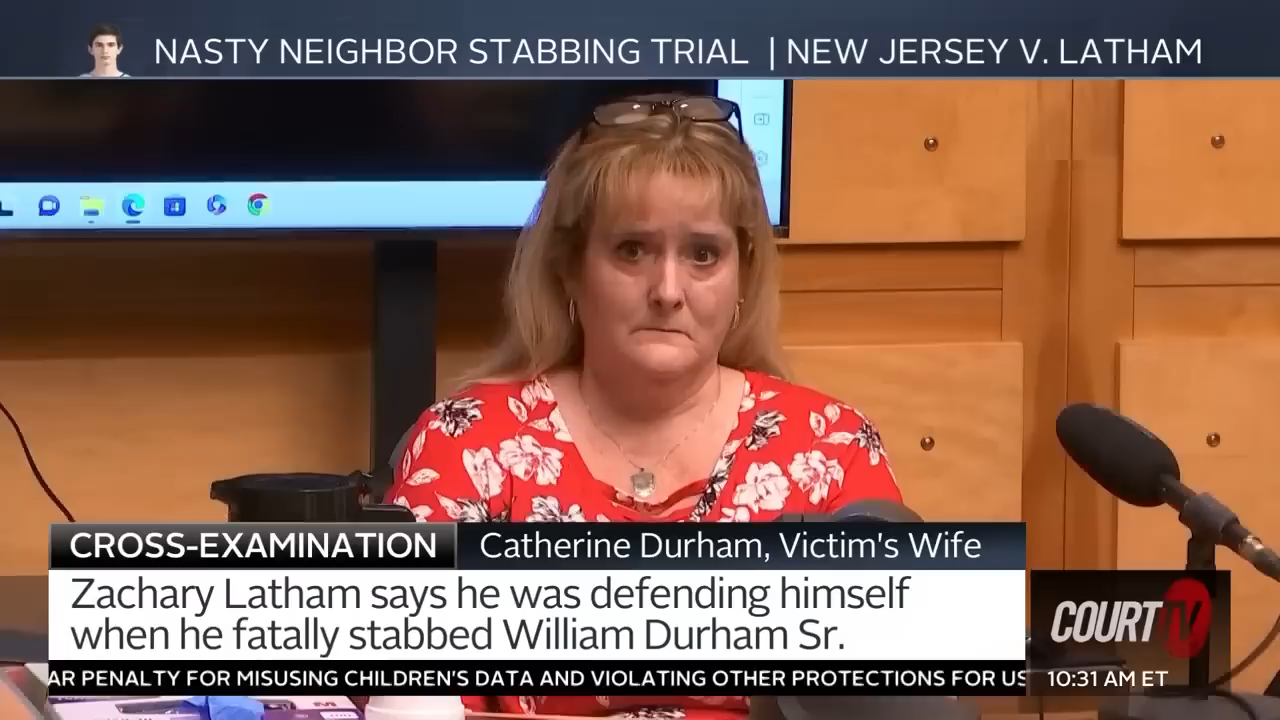 NASTY NEIGHBOR STABBING TRIAL | NEW JERSEY V. LATHAM
CROSS-EXAMINATION
Catherine Durham, Victim's Wife
Zachary Latham says he was defending himself
when he fatally stabbed William Durham Sr.
COURT TV
AR PENALTY FOR MISUSING CHILDREN'S DATA AND VIOLATING OTHER PROTECTIONS FOR US
10:31 AM ET